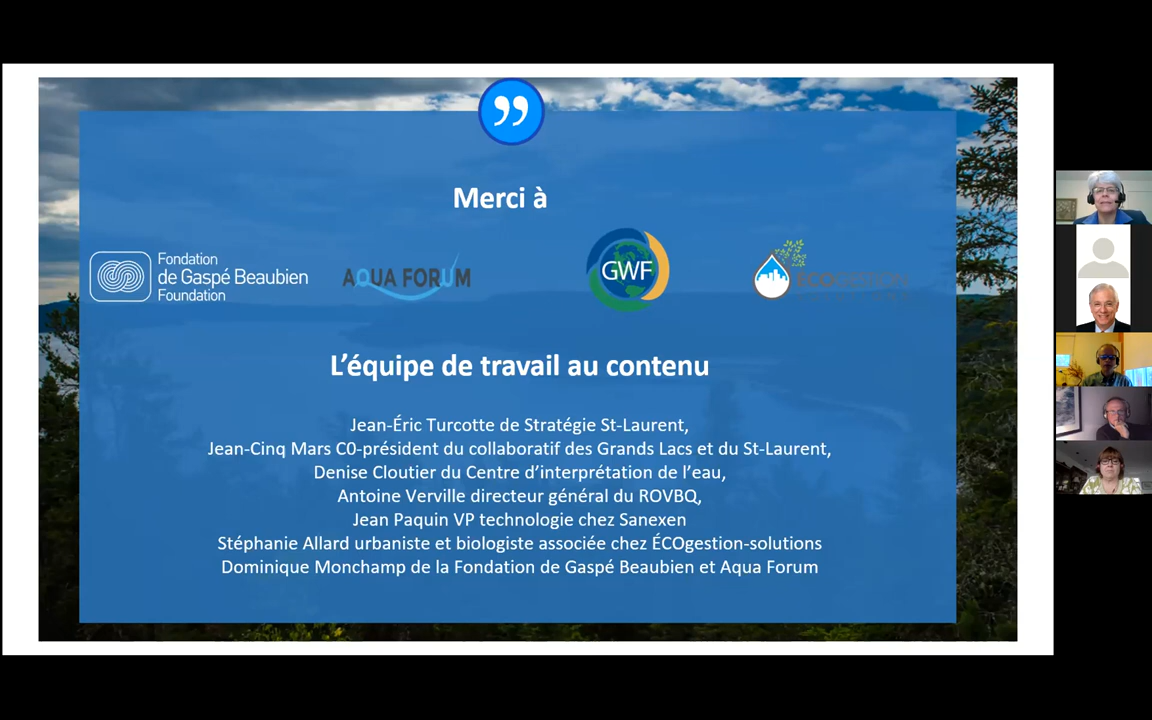 ”
Merci à
Fondation
de Gaspé Beaubien
Foundation
AQUA FORUM
GWF
ECOGESTION
L’équipe de travail au contenu
Jean-Éric Turcotte de Stratégie St-Laurent,
Jean-Cinq Mars C0-président du collaboratif des Grands Lacs et du St-Laurent,
Denise Cloutier du Centre d’interprétation de l’eau,
Antoine Verville directeur général du ROVBQ,
Jean Paquin VP technologie chez Sanexen
Stéphanie Allard urbaniste et biologiste associée chez ÉCOgestion-solutions
Dominique Monchamp de la Fondation de Gaspé Beaubien et Aqua Forum